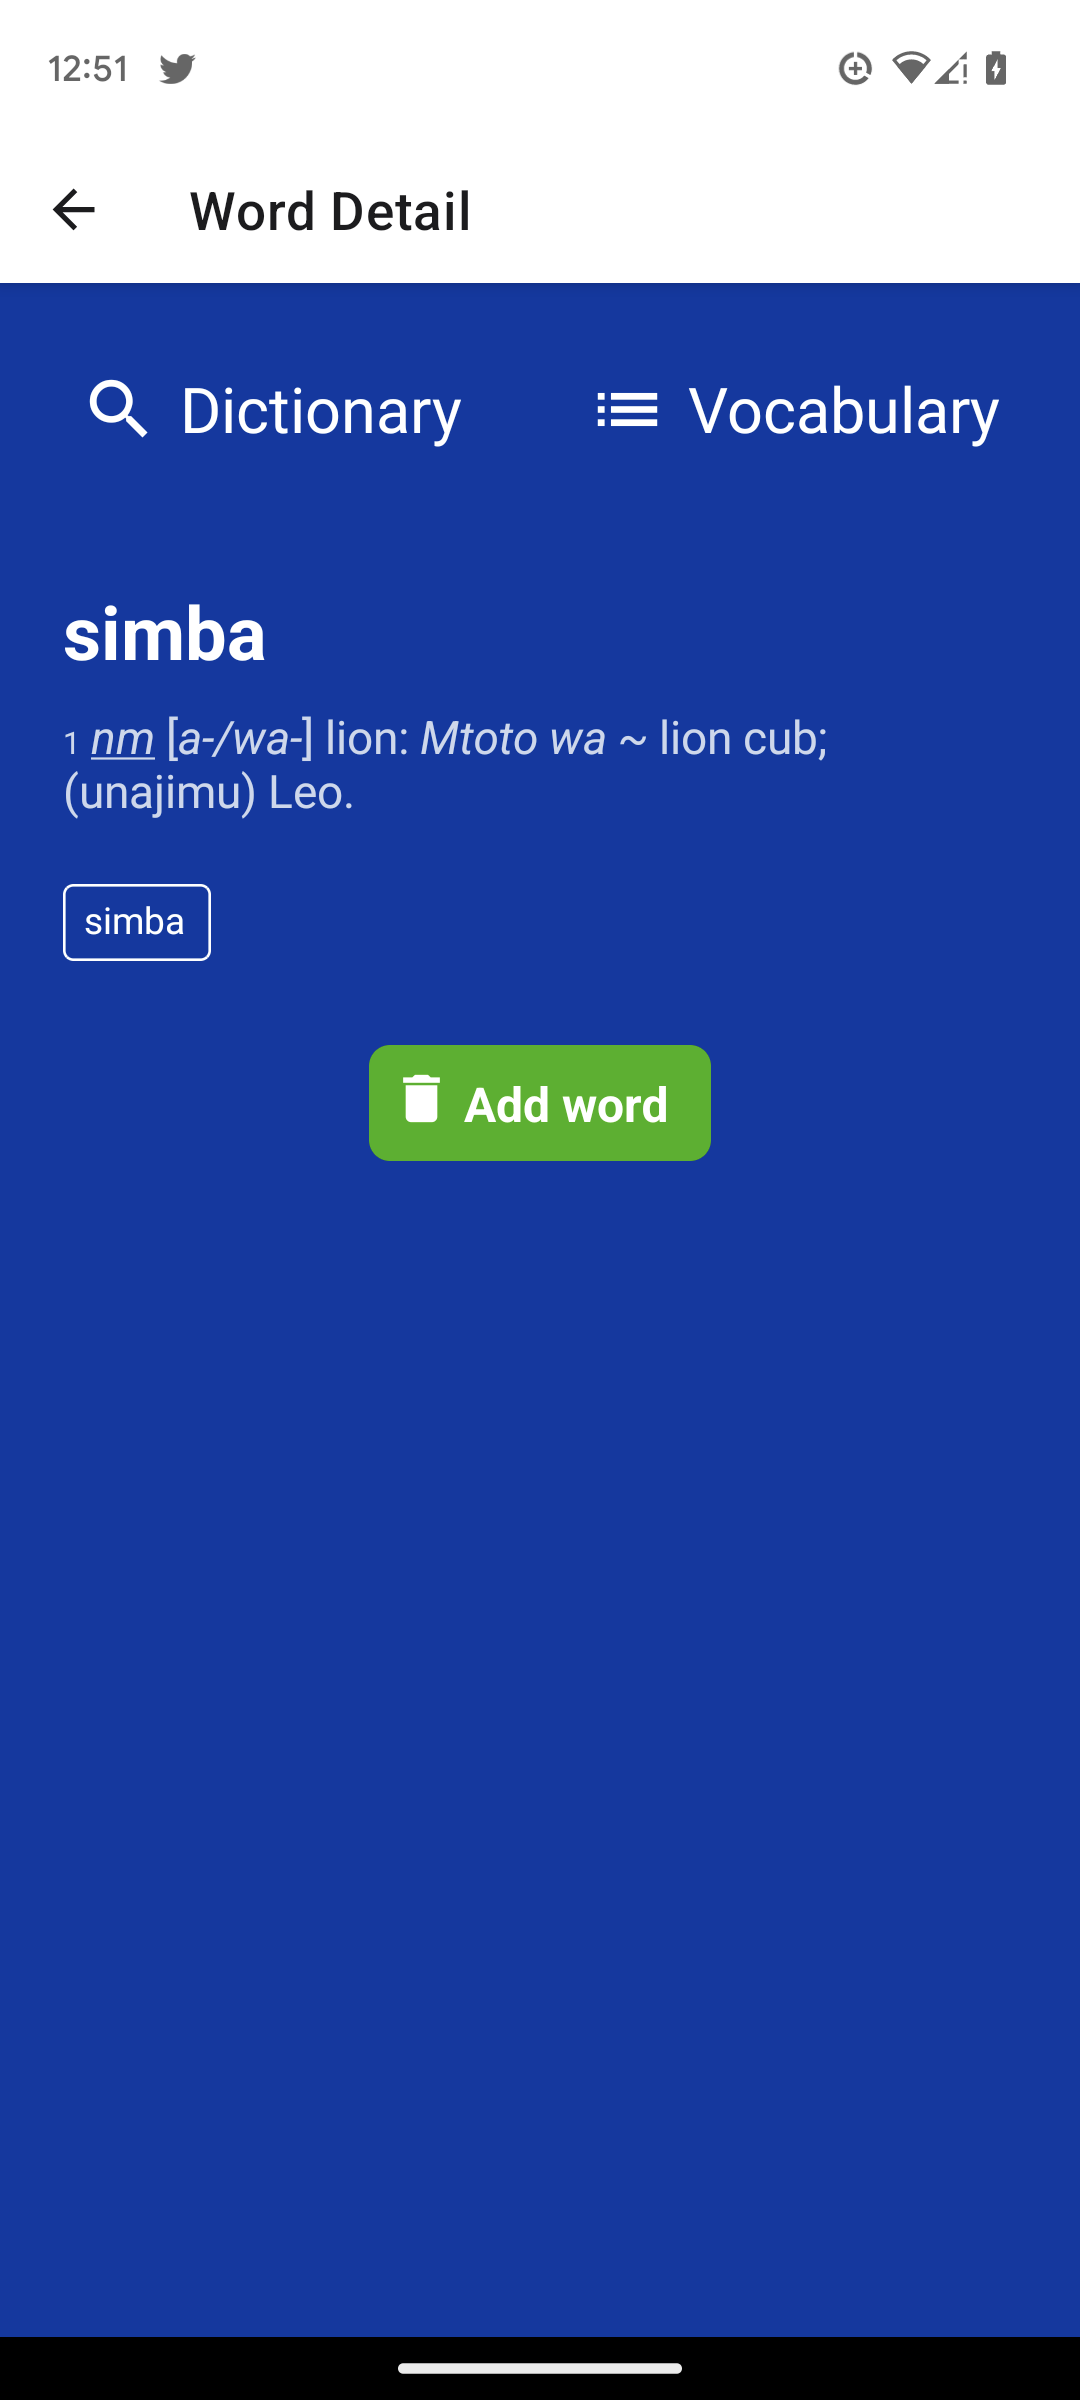 12:51
Word Detail
Dictionary
Vocabulary
simba
1 nm [a-/wa-] lion: Mtoto wa ~ lion cub;
(unajimu) Leo.
simba
Add word